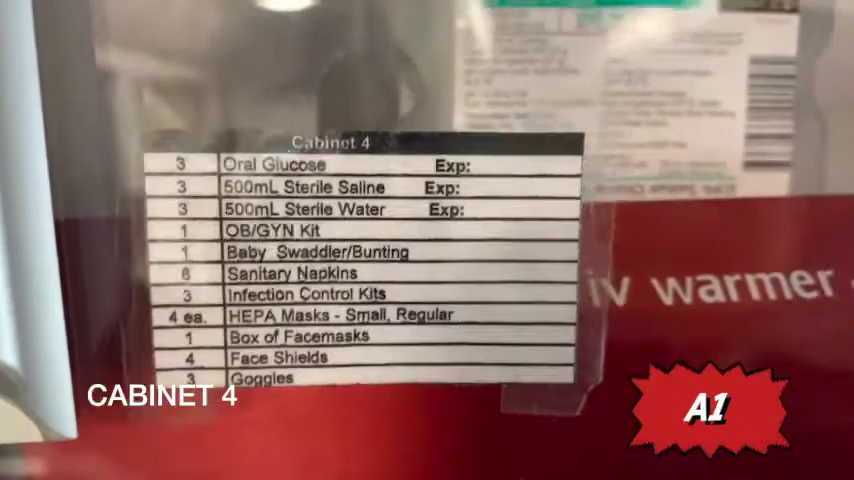 Cabinet 4
3 Oral Glucose Exp:
3 500mL Sterile Saline Exp:
3 500mL Sterile Water Exp:
1 OB/GYN Kit
1 Baby Swaddler/Bunting
6 Sanitary Napkins
3 Infection Control Kits
4 ea. HEPA Masks - Small, Regular
1 Box of Facemasks
4 Face Shields
3 Goggles
iv warmer
CABINET 4
A1